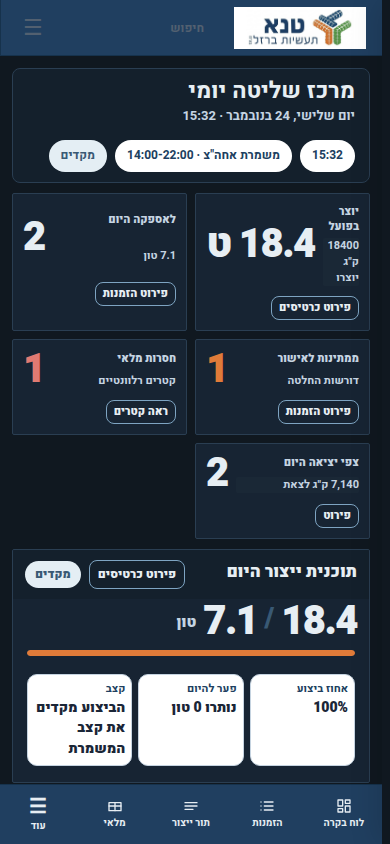 טנא
תעשיות ברזל
חיפוש
מרכז שליטה יומי
יום שלישי, 24 בנובמבר · 15:32
15:32
משמרת אחה"צ · 14:00-22:00
מקדים
יוצר
בפועל
18400
ק"ג
יוצרו
18.4 ט
פירוט כרטיסים
לאספקה היום
7.1 טון
2
פירוט הזמנות
ממתינות לאישור
דורשות החלטה
1
פירוט הזמנות
חסרות מלאי
קטרים רלוונטיים
1
ראה קטרים
צפי יציאה היום
7,140 ק"ג לצאת
2
פירוט
תוכנית ייצור היום
פירוט כרטיסים
מקדים
18.4 / 7.1 טון
אחוז ביצוע
100%
פער להיום
נותרו 0 טון
קצב
הביצוע מקדים
את קצב
המשמרת
לוח בקרה
הזמנות
תור ייצור
מלאי
עוד